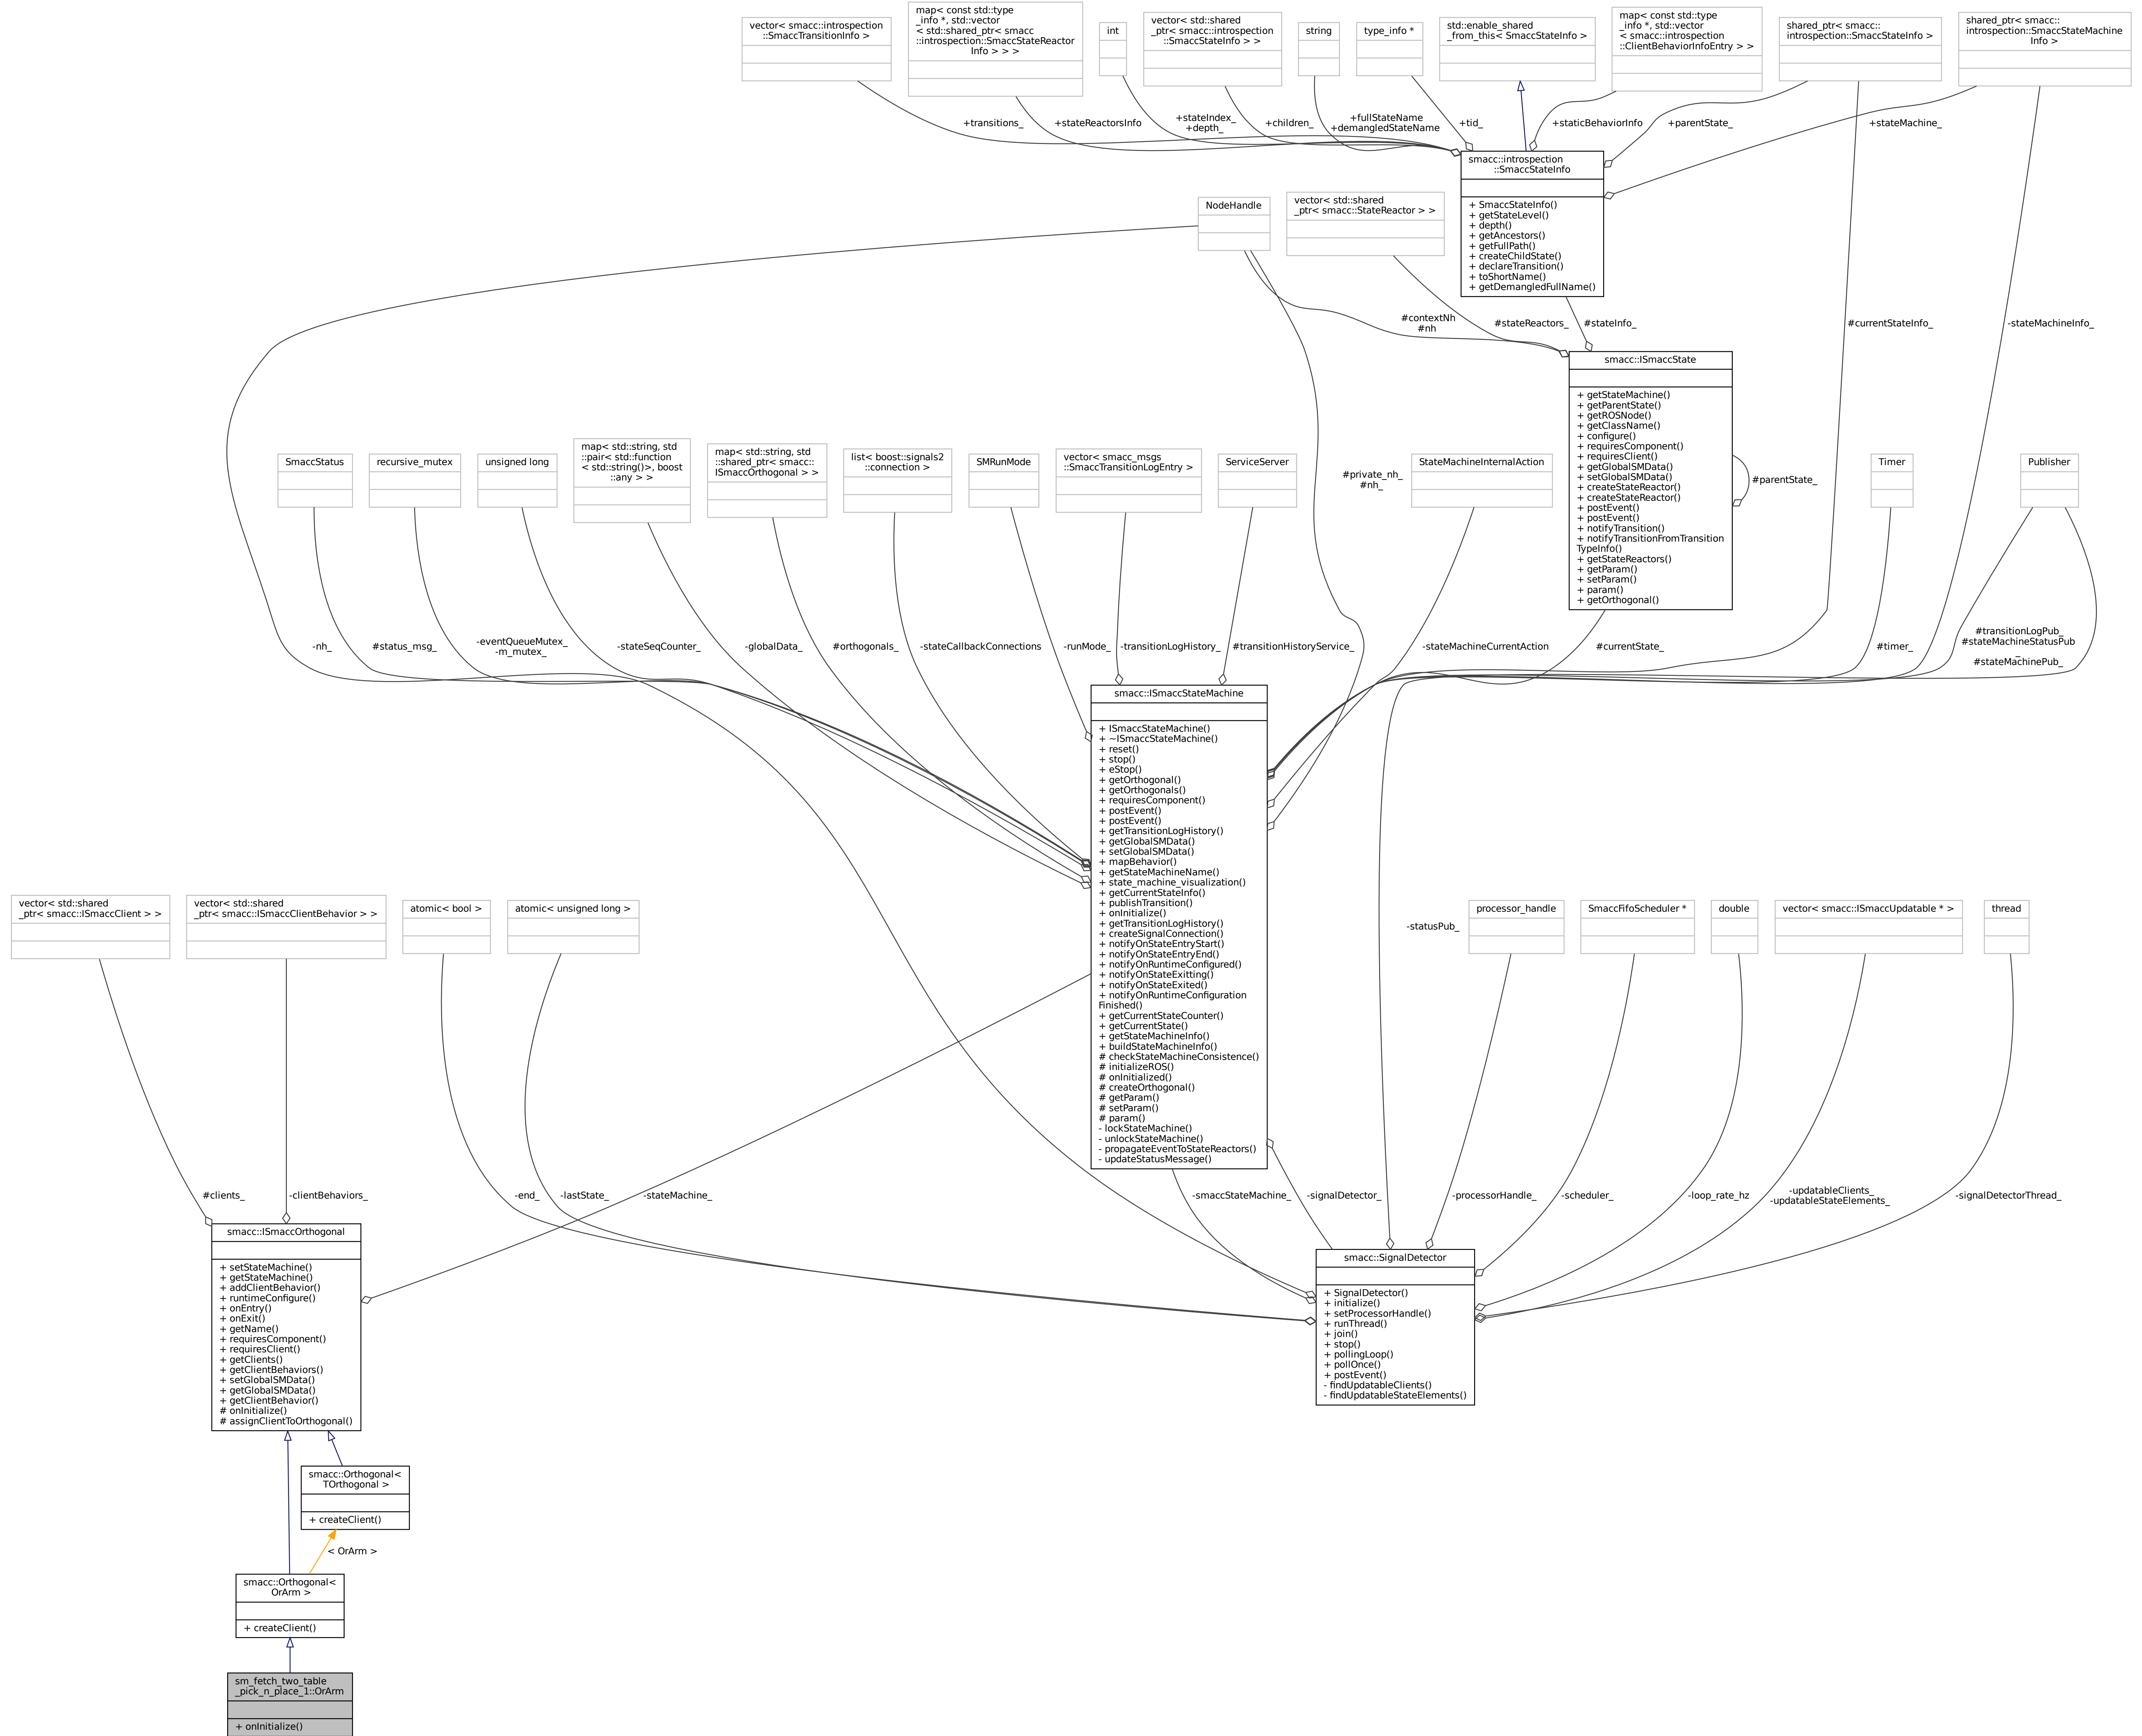 vector< smacc::introspection
::SmaccTransitionInfo >
map< const std::type
_info *, std::vector
< std::shared_ptr< smacc
::introspection::SmaccStateReactor
Info > > >
int
vector< std::shared
_ptr< smacc::introspection
::SmaccStateInfo > >
string
type_info *
std::enable_shared
_from_this< SmaccStateInfo >
map< const std::type
_info *, std::vector
< smacc::introspection
::ClientBehaviorInfoEntry > >
shared_ptr< smacc::
introspection::SmaccStateInfo >
shared_ptr< smacc::
introspection::SmaccStateMachine
Info >
+transitions_
+stateReactorsInfo
+stateIndex_
+depth_
+children_
+fullStateName
+demangledStateName
+tid_
+staticBehaviorInfo
+parentState_
+stateMachine_
smacc::introspection
::SmaccStateInfo
+ SmaccStateInfo()
+ getStateLevel()
+ depth()
+ getAncestors()
+ getFullPath()
+ createChildState()
+ declareTransition()
+ toShortName()
+ getDemangledFullName()
NodeHandle
vector< std::shared
_ptr< smacc::StateReactor > >
#contextNh
#nh
#stateReactors_
#stateInfo_
#currentStateInfo_
-stateMachineInfo_
smacc::ISmaccState
+ getStateMachine()
+ getParentState()
+ getROSNode()
+ getClassName()
+ configure()
+ requiresComponent()
+ requiresClient()
+ getGlobalSMData()
+ setGlobalSMData()
+ createStateReactor()
+ createStateReactor()
+ postEvent()
+ postEvent()
+ notifyTransition()
+ notifyTransitionFromTransition
TypeInfo()
+ getStateReactors()
+ getParam()
+ setParam()
+ param()
+ getOrthogonal()
#parentState_
SmaccStatus
recursive_mutex
unsigned long
map< std::string, std
::pair< std::function
< std::string()>, boost
::any > >
map< std::string, std
::shared_ptr< smacc::
ISmaccOrthogonal > >
list< boost::signals2
::connection >
SMRunMode
vector< smacc_msgs
::SmaccTransitionLogEntry >
ServiceServer
#private_nh_
#nh_
StateMachineInternalAction
Timer
Publisher
-nh_
#status_msg_
-eventQueueMutex_
-m_mutex_
-stateSeqCounter_
-globalData_
#orthogonals_
-stateCallbackConnections
-runMode_
-transitionLogHistory_
#transitionHistoryService_
-stateMachineCurrentAction
#currentState_
#timer_
#transitionLogPub_
#stateMachineStatusPub
_
#stateMachinePub_
smacc::ISmaccStateMachine
+ ISmaccStateMachine()
+ ~ISmaccStateMachine()
+ reset()
+ stop()
+ eStop()
+ getOrthogonal()
+ getOrthogonals()
+ requiresComponent()
+ postEvent()
+ postEvent()
+ getTransitionLogHistory()
+ getGlobalSMData()
+ setGlobalSMData()
+ mapBehavior()
+ getStateMachineName()
+ state_machine_visualization()
+ getCurrentStateInfo()
+ publishTransition()
+ onInitialize()
+ getTransitionLogHistory()
+ createSignalConnection()
+ notifyOnStateEntryStart()
+ notifyOnStateEntryEnd()
+ notifyOnRuntimeConfigured()
+ notifyOnStateExitting()
+ notifyOnStateExited()
+ notifyOnRuntimeConfiguration
Finished()
+ getCurrentStateCounter()
+ getCurrentState()
+ getStateMachineInfo()
+ buildStateMachineInfo()
# checkStateMachineConsistence()
# initializeROS()
# onInitialized()
# createOrthogonal()
# getParam()
# setParam()
# param()
- lockStateMachine()
- unlockStateMachine()
- propagateEventToStateReactors()
- updateStatusMessage()
vector< std::shared
_ptr< smacc::ISmaccClient > >
vector< std::shared
_ptr< smacc::ISmaccClientBehavior > >
atomic< bool >
atomic< unsigned long >
-statusPub_
processor_handle
SmaccFifoScheduler *
double
vector< smacc::ISmaccUpdatable * >
thread
#clients_
-clientBehaviors_
-end_
-lastState_
-stateMachine_
-smaccStateMachine_
-signalDetector_
-processorHandle_
-scheduler_
-loop_rate_hz
-updatableClients_
-updatableStateElements_
-signalDetectorThread_
smacc::ISmaccOrthogonal
+ setStateMachine()
+ getStateMachine()
+ addClientBehavior()
+ runtimeConfigure()
+ onEntry()
+ onExit()
+ getName()
+ requiresComponent()
+ requiresClient()
+ getClients()
+ getClientBehaviors()
+ setGlobalSMData()
+ getGlobalSMData()
+ getClientBehavior()
# onInitialize()
# assignClientToOrthogonal()
smacc::SignalDetector
+ SignalDetector()
+ initialize()
+ setProcessorHandle()
+ runThread()
+ join()
+ stop()
+ pollingLoop()
+ pollOnce()
+ postEvent()
- findUpdatableClients()
- findUpdatableStateElements()
smacc::Orthogonal<
TOrthogonal >
+ createClient()
< OrArm >
smacc::Orthogonal<
OrArm >
+ createClient()
sm_fetch_two_table
_pick_n_place_1::OrArm
+ onInitialize()